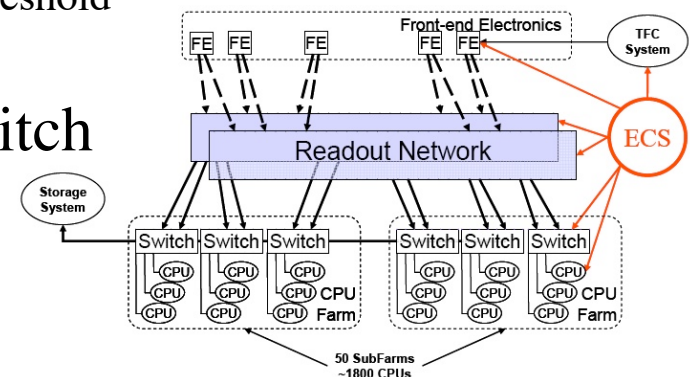 eshold
itch
Front-end Electronics
FE FE FE FE FE
TFC
System
Readout Network
ECS
Storage
System
Switch Switch Switch Switch Switch Switch
CPU CPU CPU CPU CPU CPU
CPU CPU CPU CPU CPU CPU
CPU CPU CPU CPU CPU CPU
CPU
Farm
CPU
Farm
50 SubFarms
~1800 CPUs